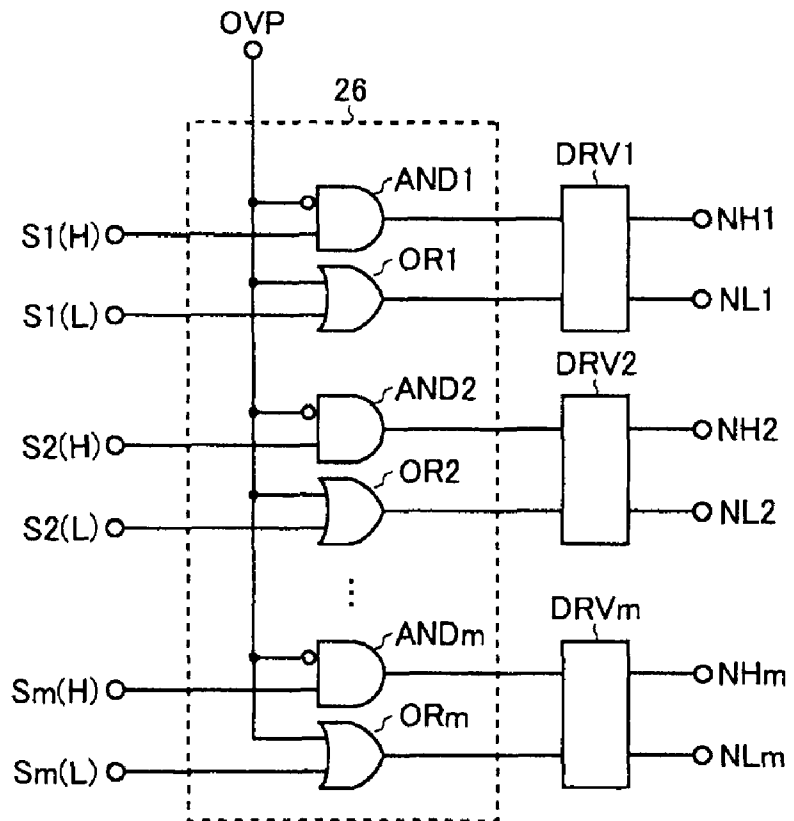 OVP
26
AND1
DRV1
S1(H)
NH1
OR1
S1(L)
NL1
AND2
DRV2
S2(H)
NH2
OR2
S2(L)
NL2
⋮
ANDm
DRVm
Sm(H)
NHm
ORm
Sm(L)
NLm